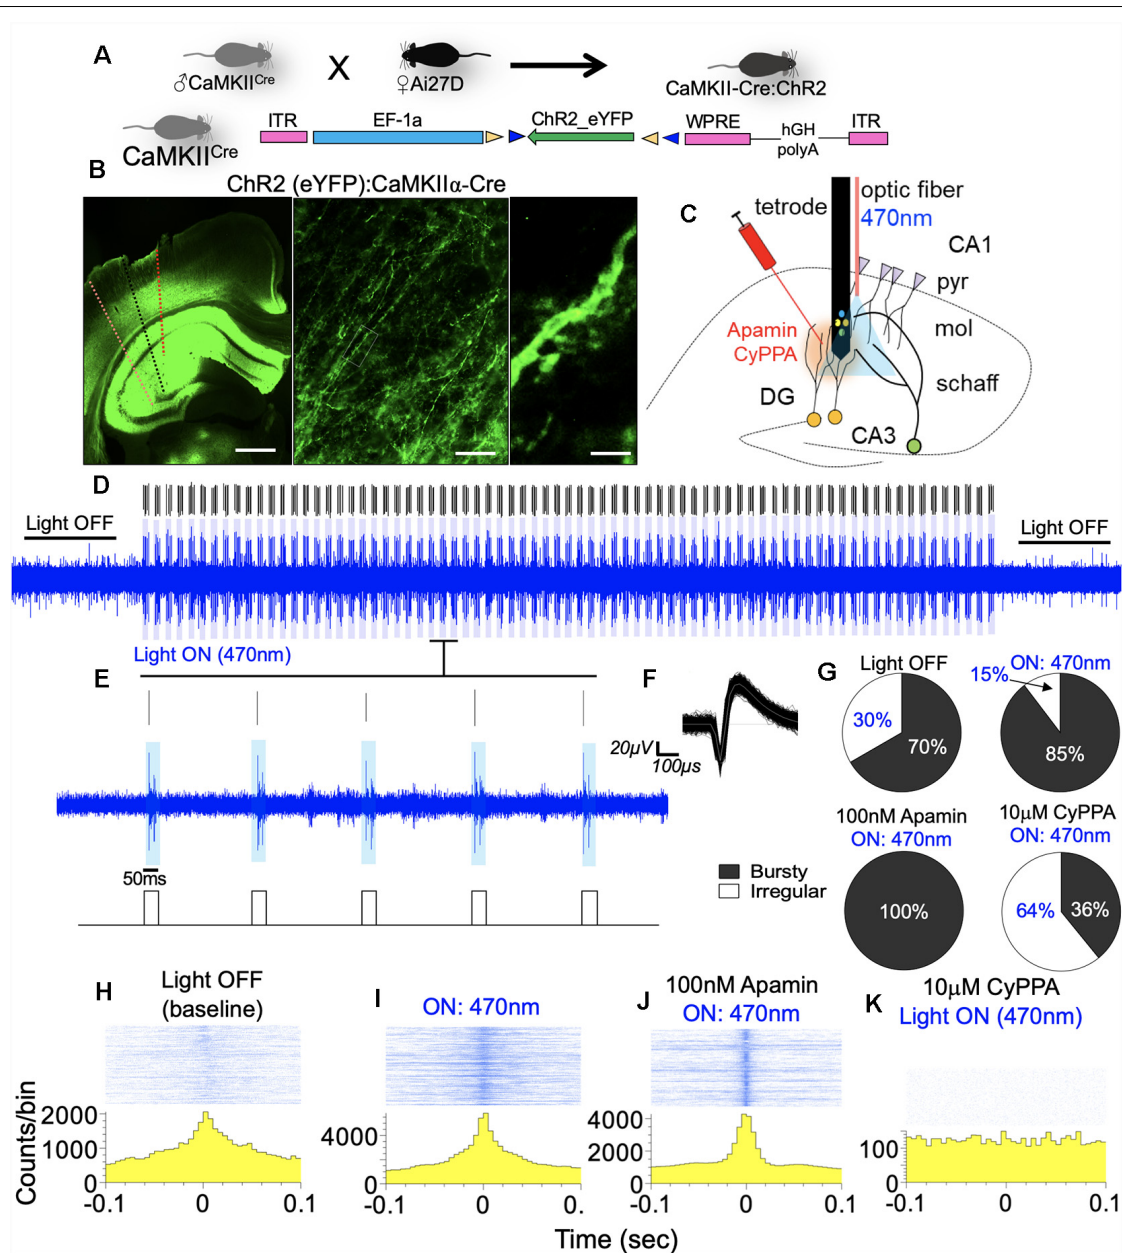 A
X
♂CaMKIICre
♀Ai27D
CaMKII-Cre:ChR2
CaMKIICre
ITR
EF-1a
ChR2_eYFP
WPRE
hGH
polyA
ITR
B
ChR2 (eYFP):CaMKIIα-Cre
C
tetrode
optic fiber
470nm
CA1
pyr
mol
schaff
Apamin
CyPPA
DG
CA3
D
Light OFF
Light OFF
Light ON (470nm)
E
50ms
F
20µV
100µs
G
Light OFF
30%
70%
ON: 470nm
15%
85%
100nM Apamin
ON: 470nm
100%
10µM CyPPA
ON: 470nm
64%
36%
Bursty
Irregular
H
Light OFF
(baseline)
I
ON: 470nm
J
100nM Apamin
ON: 470nm
K
10µM CyPPA
Light ON (470nm)
Counts/bin
2000
1000
0
-0.1
0
0.1
4000
0
-0.1
0
0.
4000
2000
0
-0.1
0
0.1
100
0
-0.1
0
0.1
Time (sec)